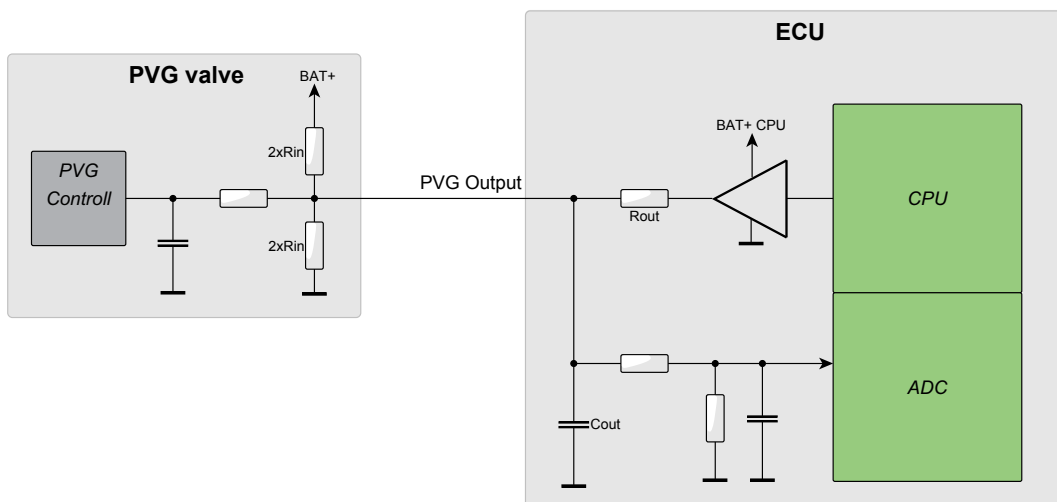 ECU
PVG valve
BAT+
2xRin
PVG
Controll
2xRin
PVG Output
BAT+ CPU
Rout
CPU
Cout
ADC